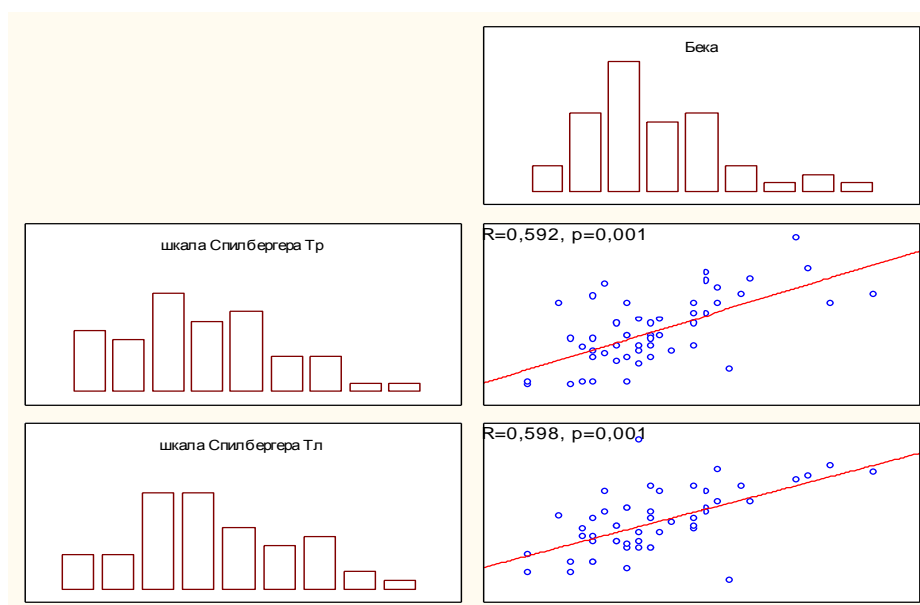 Бека
шкала Спилбергера Тр
R=0,592, p=0,001
шкала Спилбергера Тл
R=0,598, p=0,001